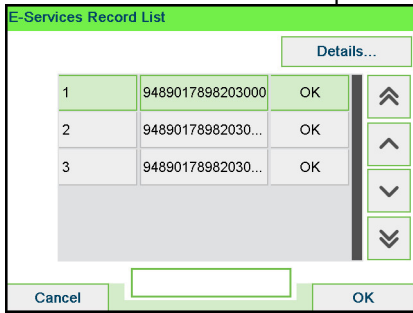 E-Services Record List
Details...
1 9489017898203000 OK
2 94890178982030... OK
3 94890178982030... OK
Cancel OK